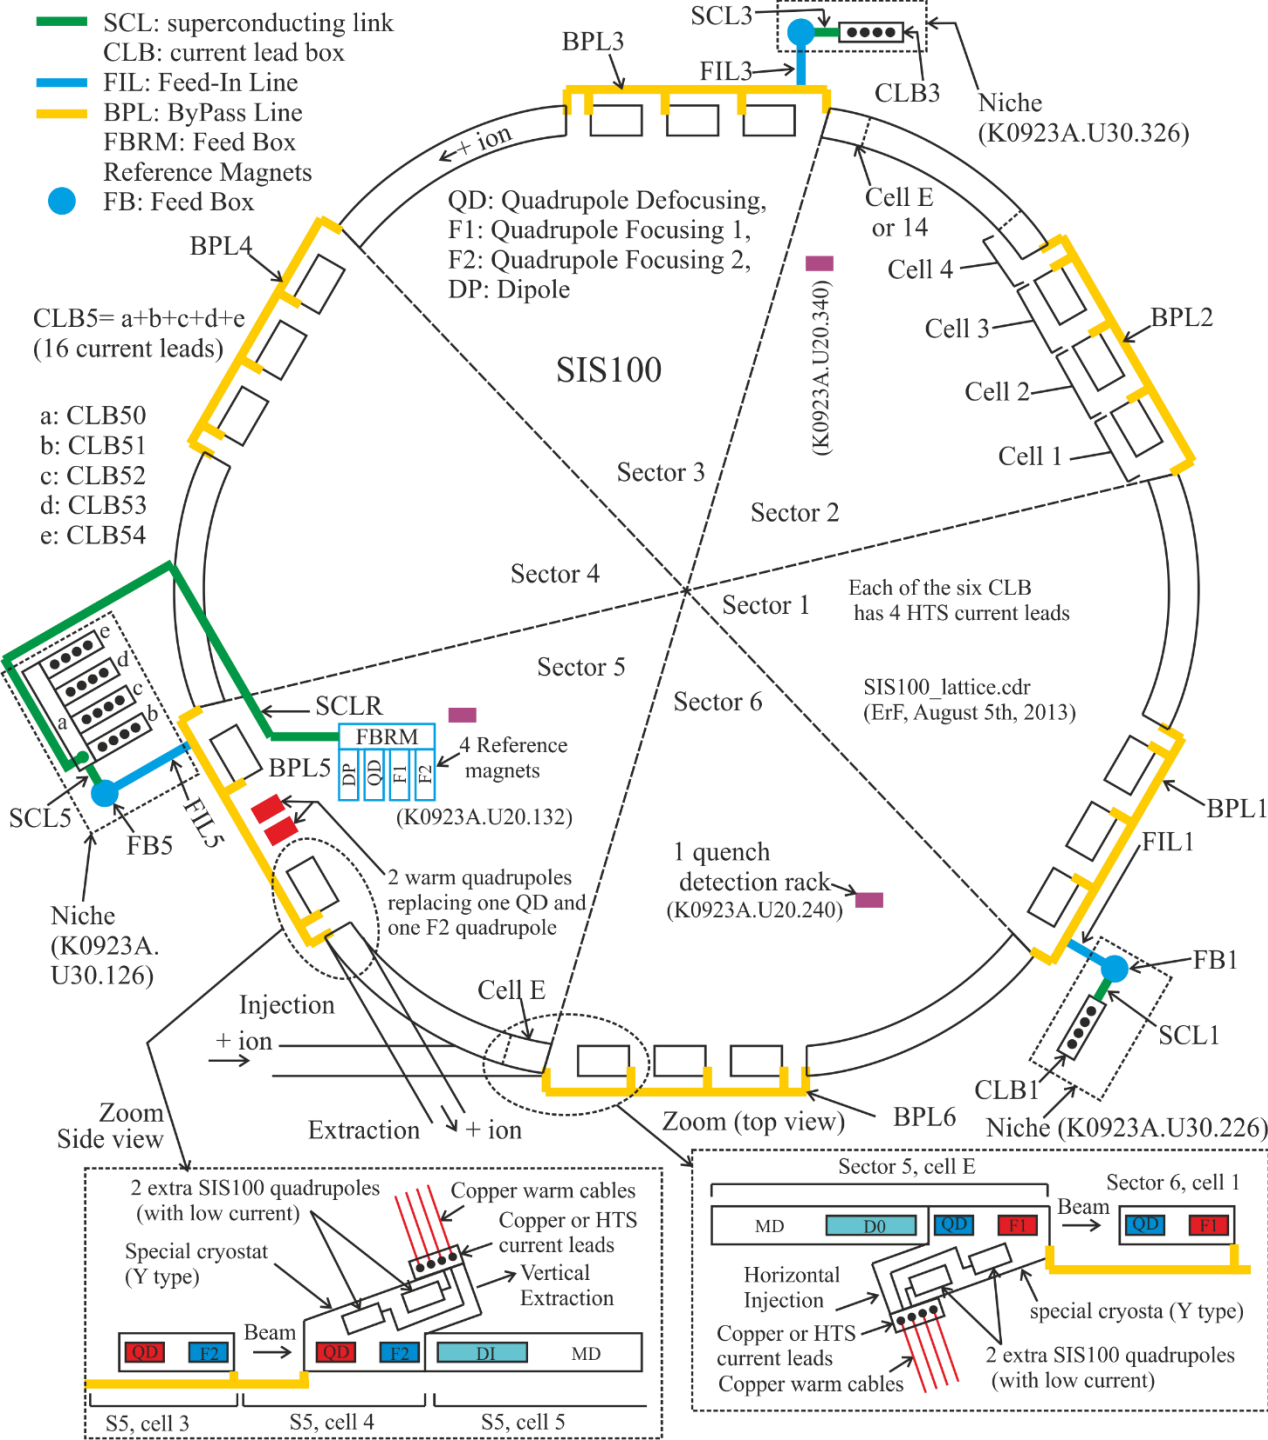 SCL: superconducting link
CLB: current lead box
FIL: Feed-In Line
BPL: ByPass Line
FBRM: Feed Box
Reference Magnets
FB: Feed Box
SCL3
BPL3
FIL3
CLB3
Niche
(K0923A.U30.326)
+ ion
QD: Quadrupole Defocusing,
F1: Quadrupole Focusing 1,
F2: Quadrupole Focusing 2,
DP: Dipole
Cell E
or 14
BPL4
Cell 4
(K0923A.U20.340)
CLB5= a+b+c+d+e
(16 current leads)
Cell 3
BPL2
SIS100
Cell 2
a: CLB50
b: CLB51
c: CLB52
d: CLB53
e: CLB54
Cell 1
Sector 3
Sector 2
Sector 4
Sector 1
Each of the six CLB
has 4 HTS current leads
Sector 5
Sector 6
SIS100_lattice.cdr
(ErF, August 5th, 2013)
e
d
c
b
a
SCLR
FBRM
DP
QD
F1
F2
4 Reference
magnets
(K0923A.U20.132)
BPL5
SCL5
FB5
FIL5
BPL1
FIL1
1 quench
detection rack
(K0923A.U20.240)
2 warm quadrupoles
replacing one QD and
one F2 quadrupole
Niche
(K0923A.
U30.126)
FB1
SCL1
CLB1
Niche (K0923A.U30.226)
Injection
+ ion
Cell E
Extraction
+ ion
BPL6
Zoom
Side view
Zoom (top view)
2 extra SIS100 quadrupoles
(with low current)
Copper warm cables
Copper or HTS
current leads
Special cryostat
(Y type)
Vertical
Extraction
Beam
QD
F2
QD
F2
DI
MD
S5, cell 3
S5, cell 4
S5, cell 5
Sector 5, cell E
Sector 6, cell 1
Beam
MD
D0
QD
F1
QD
F1
Horizontal
Injection
special cryosta (Y type)
Copper or HTS
current leads
Copper warm cables
2 extra SIS100 quadrupoles
(with low current)